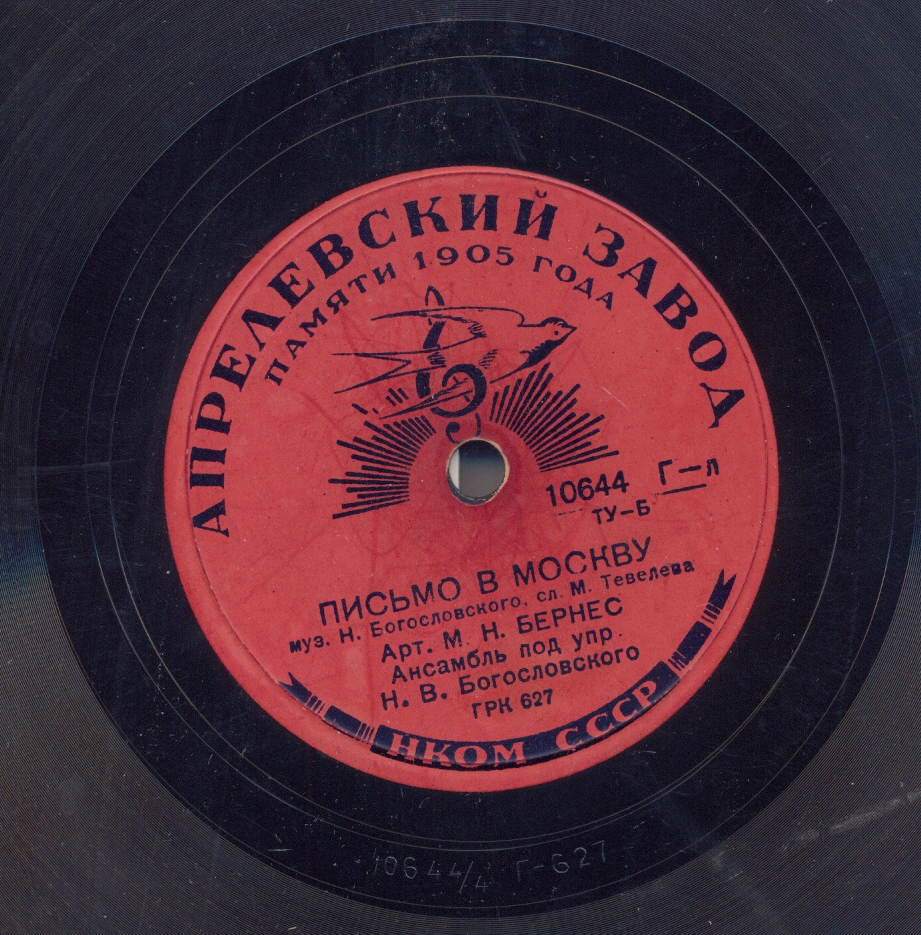 АПРЕЛЕВСКИЙ ЗАВОД
ПАМЯТИ 1905 ГОДА
10644 Г-Л
ТУ-Б
ПИСЬМО В МОСКВУ
муз. Н. Богословского, сл. М. Тевелева
Арт. М. Н. БЕРНЕС
Ансамбль под упр.
Н. В. Богословского
ГРК 627
НКОМ СССР
10644/4 Г-627